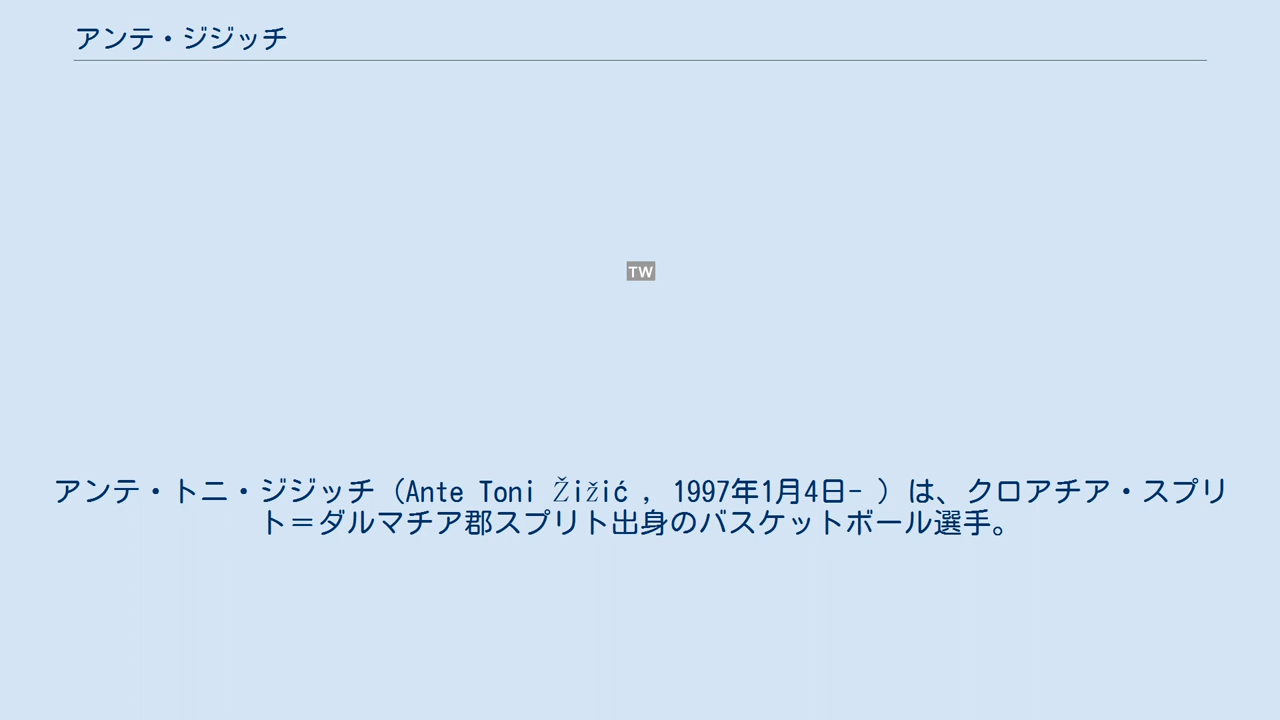 アンテ・ジジッチ
TW
アンテ・トニ・ジジッチ（Ante Toni Žižić , 1997年1月4日- ）は、クロアチア・スプリ
ト＝ダルマチア郡スプリト出身のバスケットボール選手。